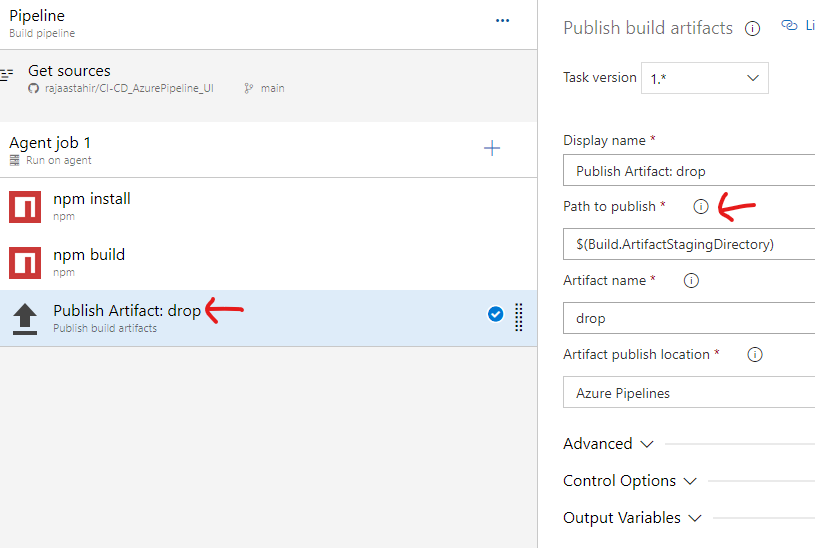 Pipeline
Build pipeline
...
Get sources
rajaastahir/CI-CD_AzurePipeline_UI
main
Agent job 1
Run on agent
npm install
npm
npm build
npm
Publish Artifact: drop
Publish build artifacts
Publish build artifacts
Li
Task version
1.*
Display name *
Publish Artifact: drop
Path to publish *
$(Build.ArtifactStagingDirectory)
Artifact name *
drop
Artifact publish location *
Azure Pipelines
Advanced
Control Options
Output Variables